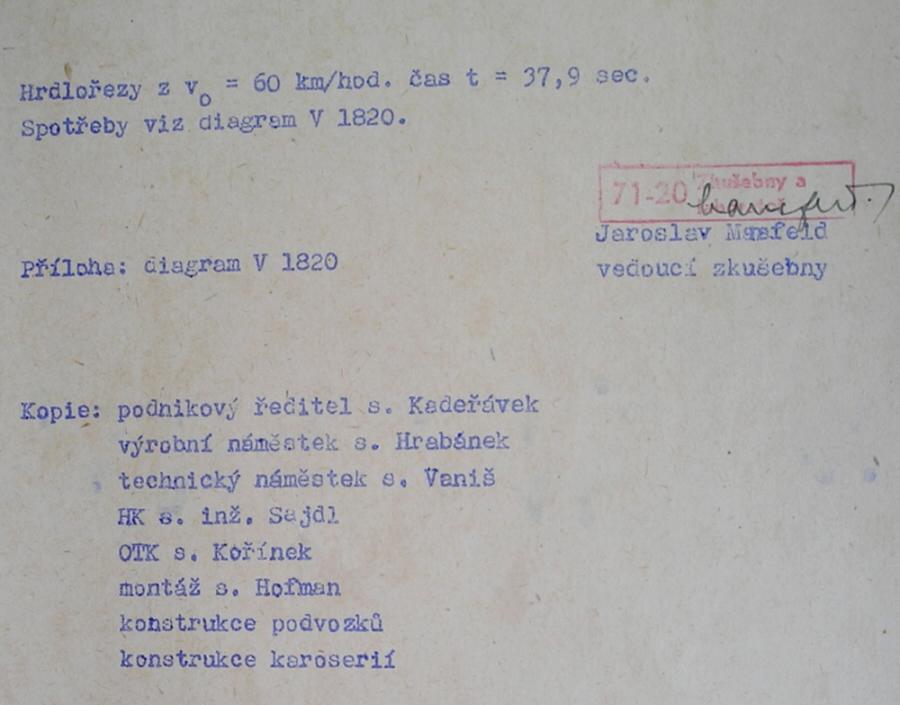 Hrdlořezy z v₀ = 60 km/hod. čas t = 37,9 sec.
Spotřeby viz diagram V 1820.
71-20 Zkušebny a
Jaroslav
vedoucí zkušebny
Příloha: diagram V 1820
Kopie: podnikový ředitel s. Kadeřávek
výrobní náměstek s. Hrabánek
technický náměstek s. Vaniš
HK s. inž. Sajdl
OTK s. Kořínek
montáž s. Hofman
konstrukce podvozků
konstrukce karoserií